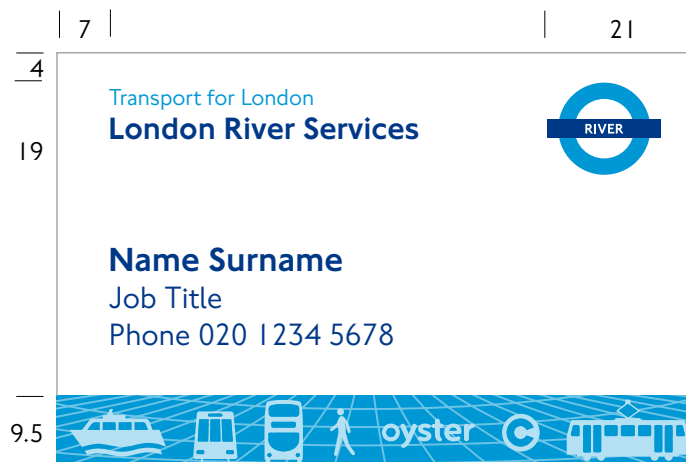 7 21
4
Transport for London
London River Services
RIVER
19
Name Surname
Job Title
Phone 020 1234 5678
9.5
oyster
C